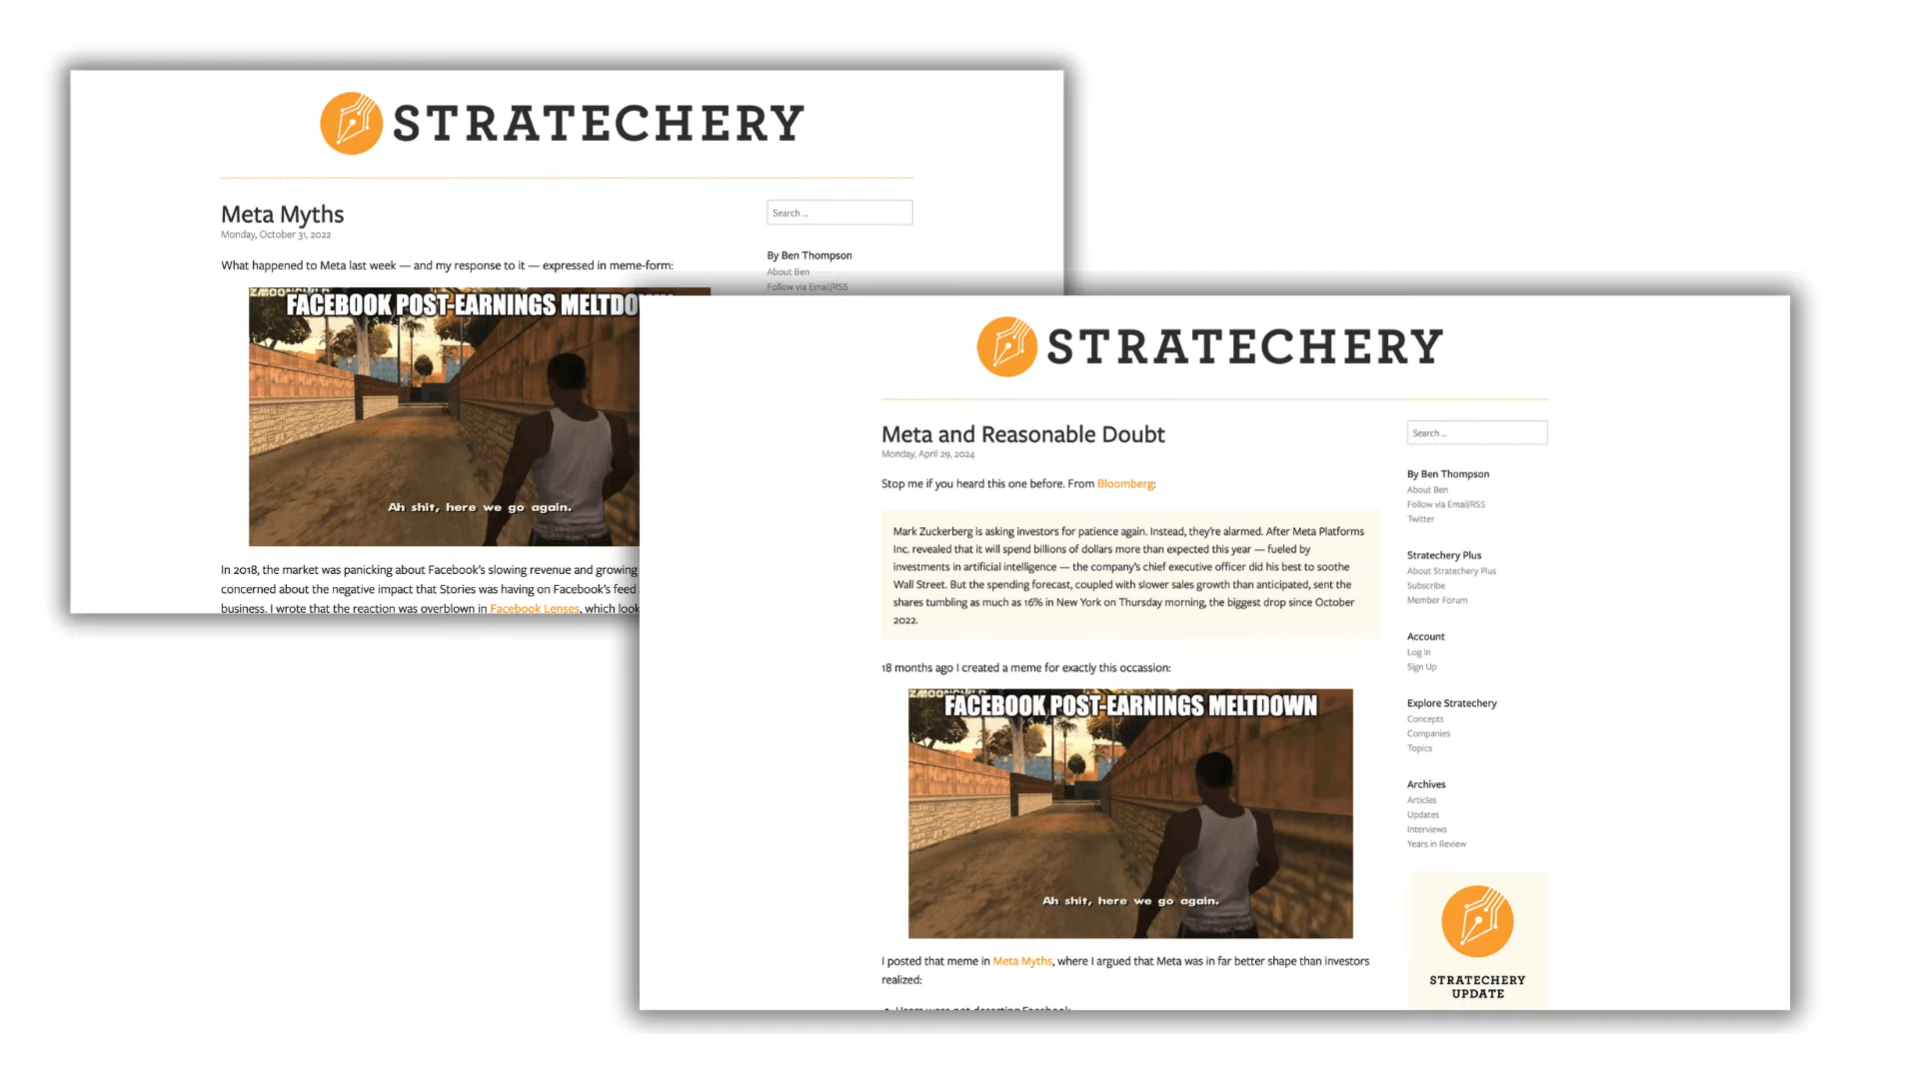 STRATECHERY
Meta Myths
Monday, October 31, 2022
What happened to Meta last week — and my response to it — expressed in meme-form:
FACEBOOK POST-EARNINGS MELTDO
Ah shit, here we go again.
In 2018, the market was panicking about Facebook's slowing revenue and growing
concerned about the negative impact that Stories was having on Facebook's feed
business. I wrote that the reaction was overblown in Facebook Lenses, which look
Search ...
By Ben Thompson
About Ben
Follow via Email/RSS
STRATECHERY
Meta and Reasonable Doubt
Monday, April 29, 2024
Stop me if you heard this one before. From Bloomberg:
Mark Zuckerberg is asking investors for patience again. Instead, they're alarmed. After Meta Platforms
Inc. revealed that it will spend billions of dollars more than expected this year — fueled by
investments in artificial intelligence — the company's chief executive officer did his best to soothe
Wall Street. But the spending forecast, coupled with slower sales growth than anticipated, sent the
shares tumbling as much as 16% in New York on Thursday morning, the biggest drop since October
2022.
18 months ago I created a meme for exactly this occassion:
FACEBOOK POST-EARNINGS MELTDOWN
Ah shit, here we go again.
I posted that meme in Meta Myths, where I argued that Meta was in far better shape than investors
realized:
Users were not deserting Facebook
Search ...
By Ben Thompson
About Ben
Follow via Email/RSS
Twitter
Stratechery Plus
About Stratechery Plus
Subscribe
Member Forum
Account
Log In
Sign Up
Explore Stratechery
Concepts
Companies
Topics
Archives
Articles
Updates
Interviews
Years in Review
STRATECHERY
UPDATE